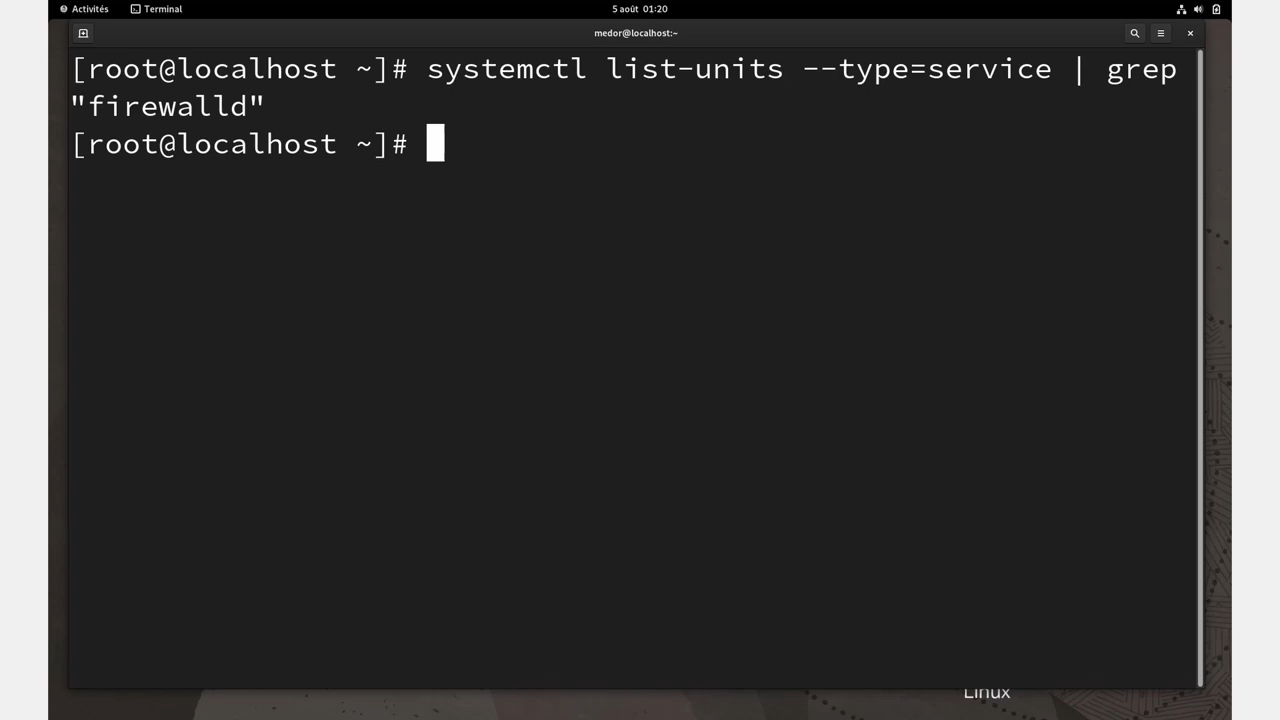 Activités
Terminal
5 août 01:20
medor@localhost:~
[root@localhost ~]# systemctl list-units --type=service | grep
"firewalld"
[root@localhost ~]#
Linux